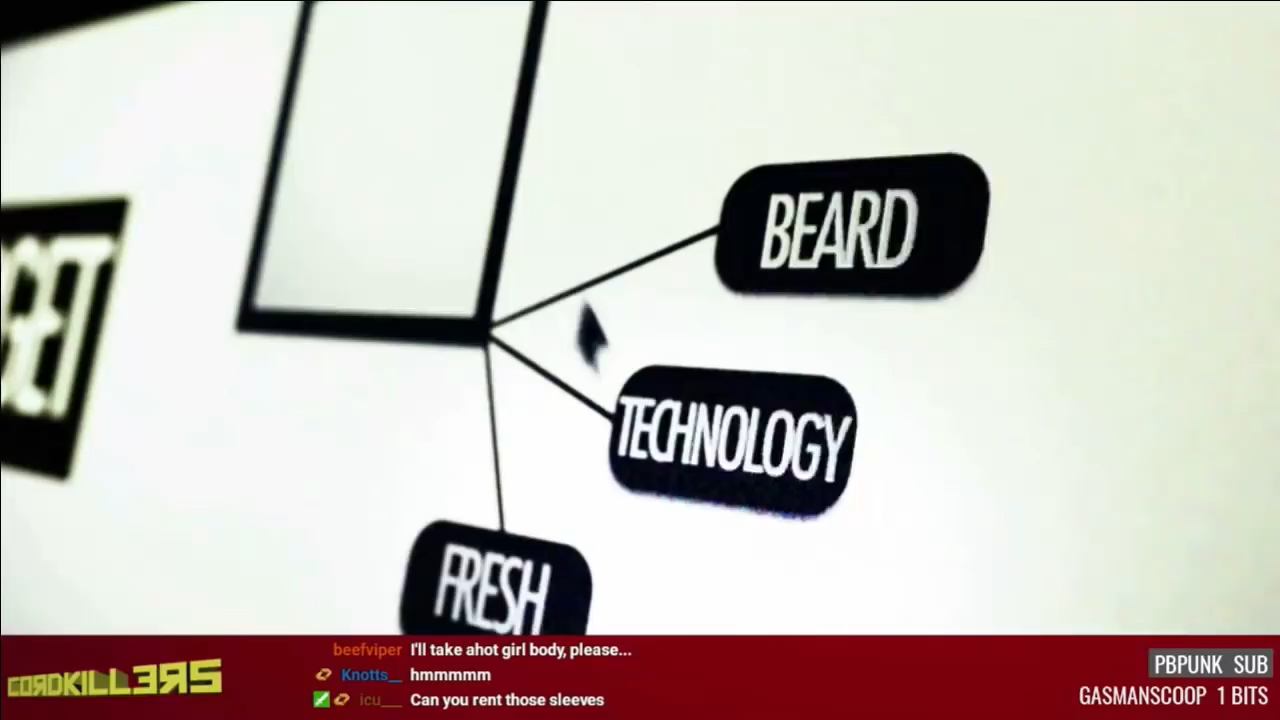 BEARD
TECHNOLOGY
FRESH
beefviper I'll take ahot girl body, please...
Knotts__ hmmmmm
icu___ Can you rent those sleeves
CORDKILLERS
PBPUNK SUB
GASMANSCOOP 1 BITS